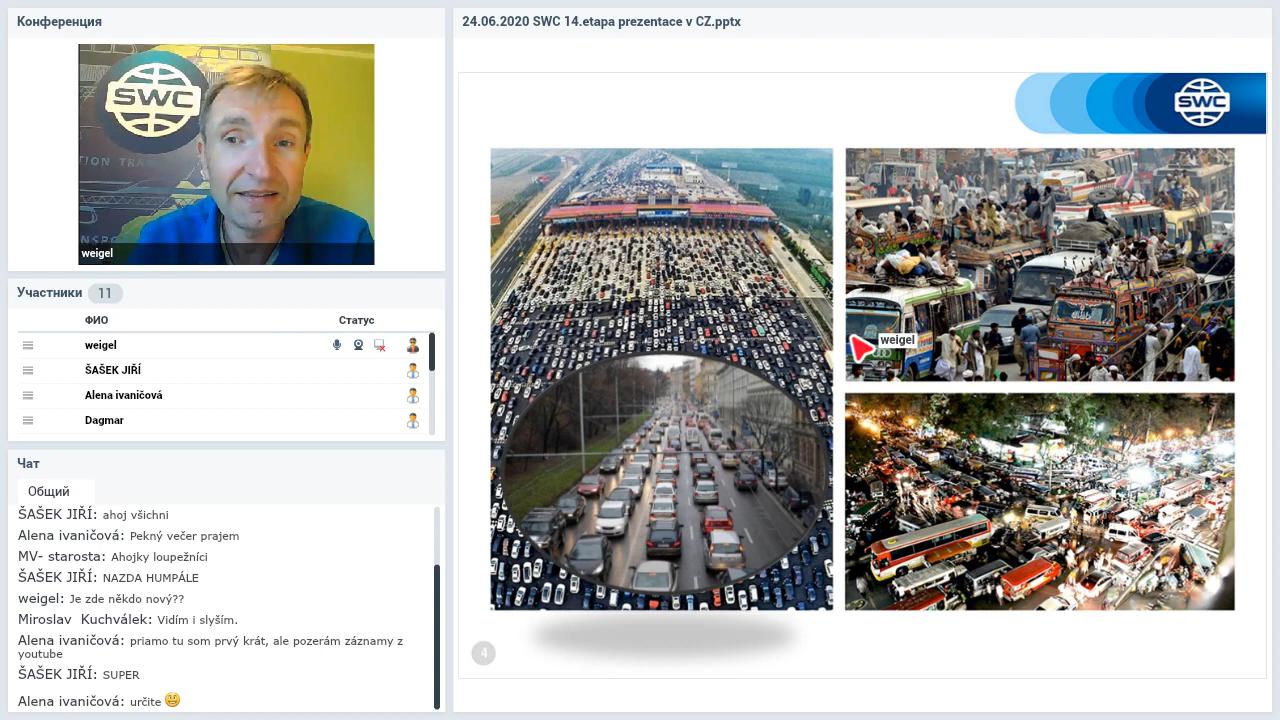 Конференция
SWC
TION TRA
NSPO
weigel
Участники 11
ФИО Статус
weigel
ŠAŠEK JIŘÍ
Alena ivaničová
Dagmar
Чат
Общий
ŠAŠEK JIŘÍ: ahoj všichni
Alena ivaničová: Pekný večer prajem
MV- starosta: Ahojky loupežníci
ŠAŠEK JIŘÍ: NAZDA HUMPÁLE
weigel: Je zde někdo nový??
Miroslav Kuchválek: Vidím i slyším.
Alena ivaničová: priamo tu som prvý krát, ale pozerám záznamy z
youtube
ŠAŠEK JIŘÍ: SUPER
Alena ivaničová: určite
24.06.2020 SWC 14.etapa prezentace v CZ.pptx
SWC
weigel
4